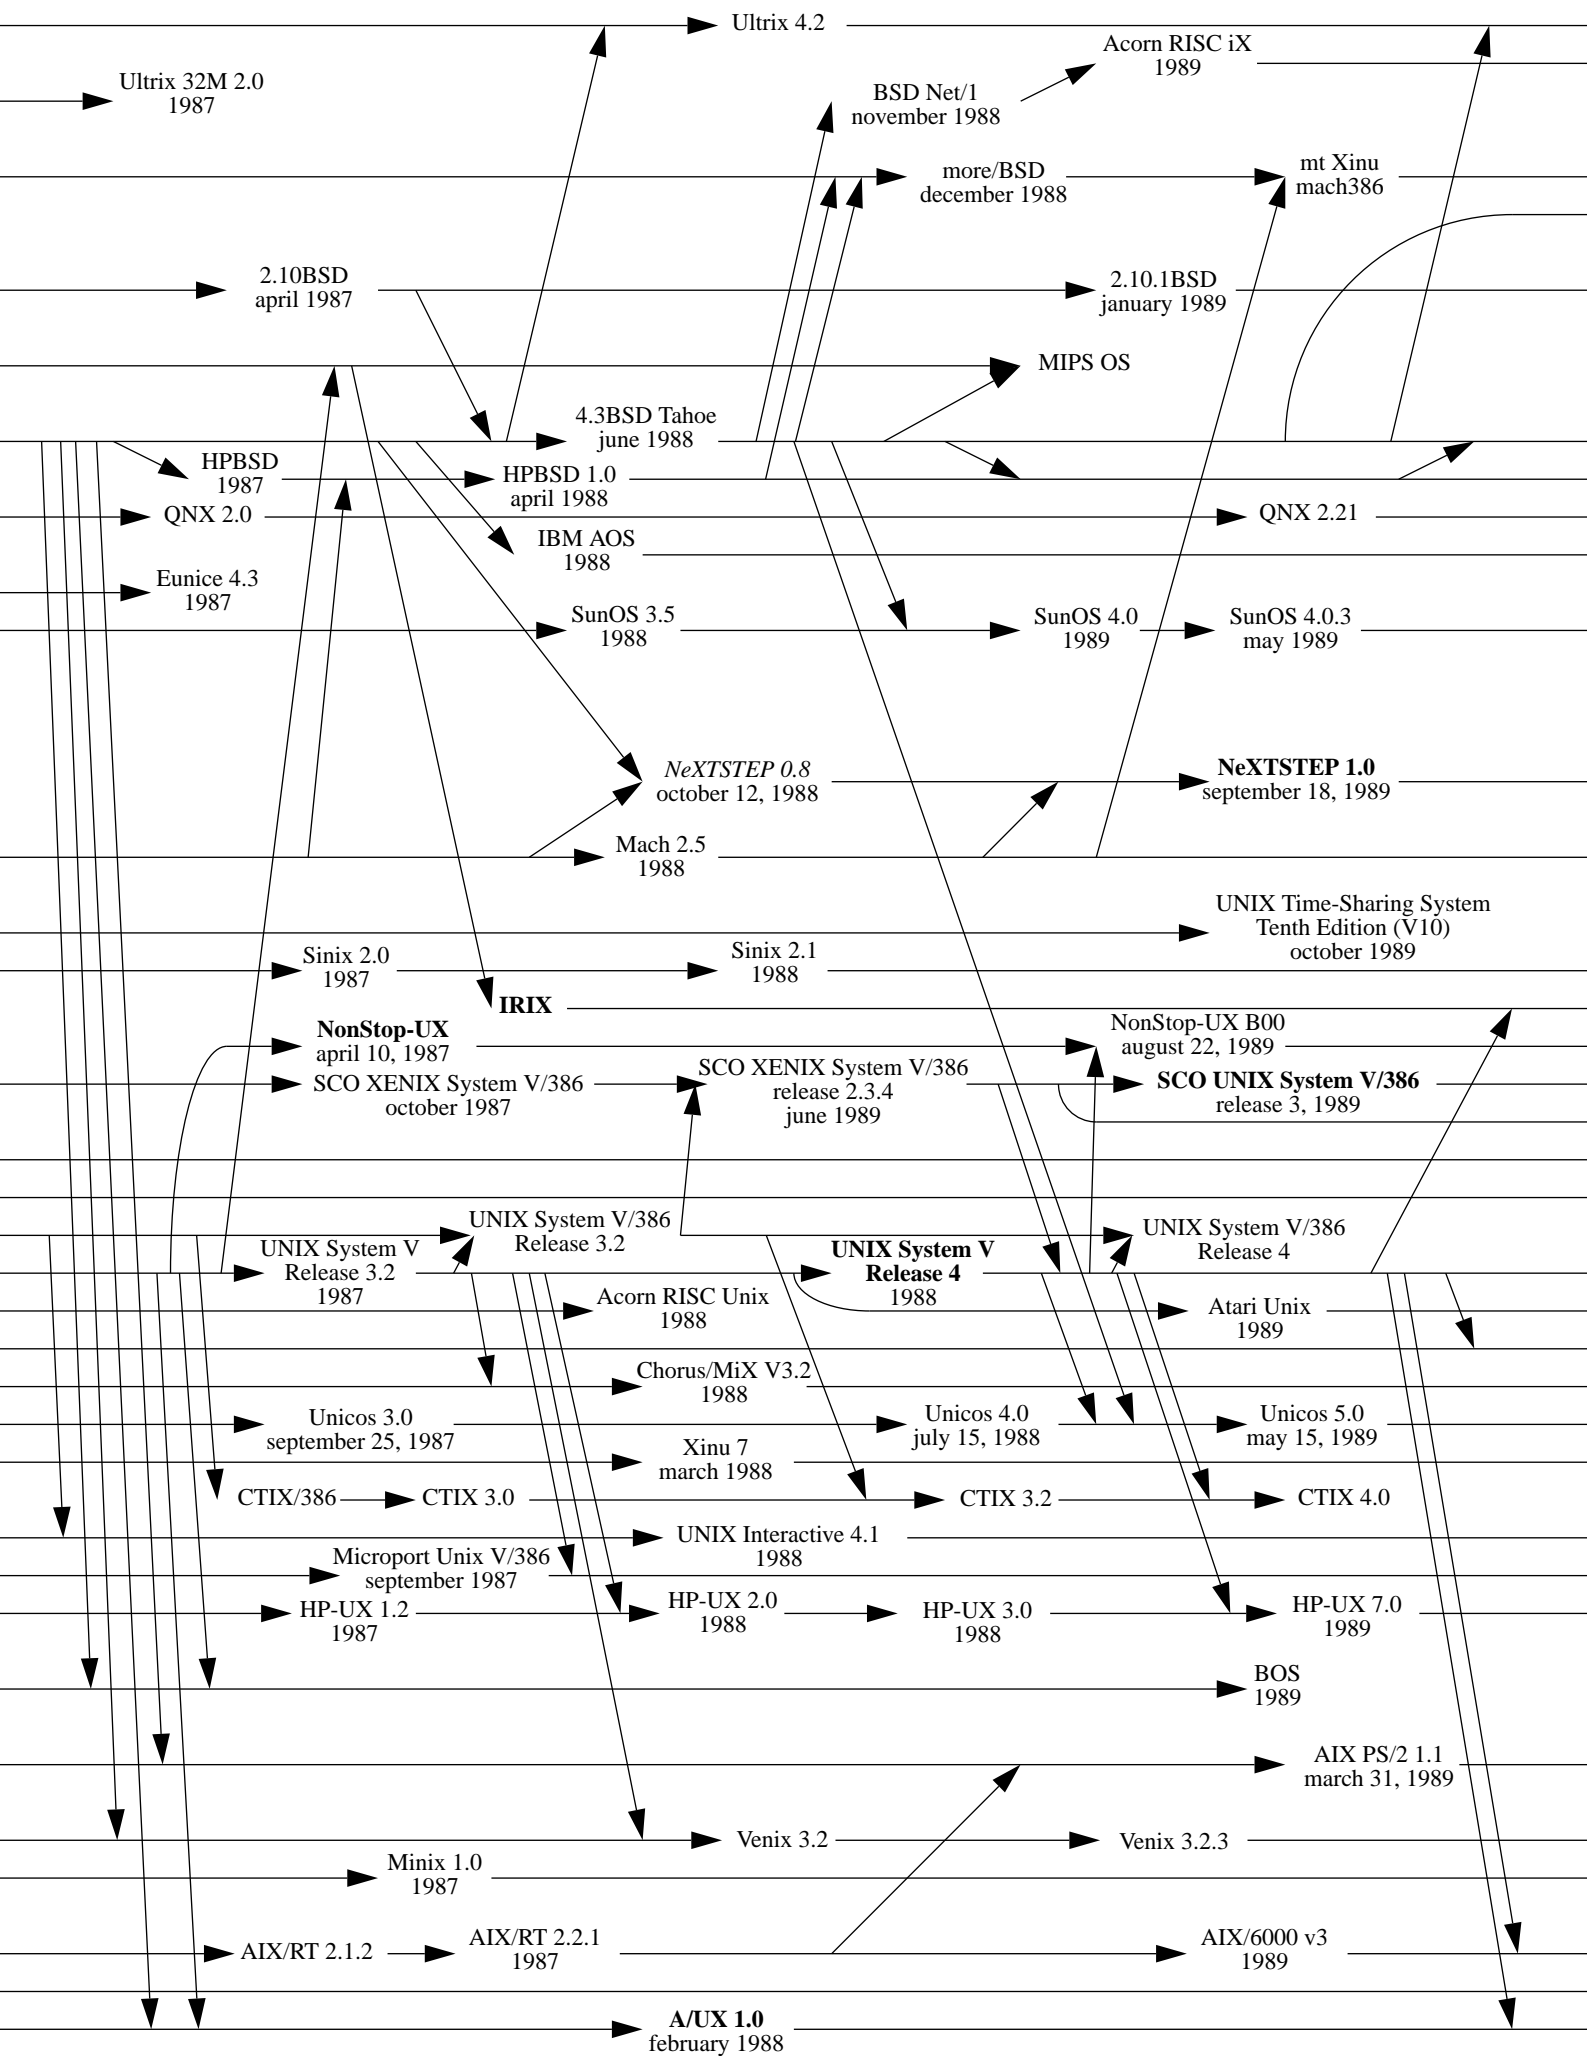 Ultrix 4.2
Acorn RISC iX
1989
Ultrix 32M 2.0
1987
BSD Net/1
november 1988
more/BSD
december 1988
mt Xinu
mach386
2.10BSD
april 1987
2.10.1BSD
january 1989
MIPS OS
4.3BSD Tahoe
june 1988
HPBSD
1987
HPBSD 1.0
april 1988
QNX 2.0
QNX 2.21
IBM AOS
1988
Eunice 4.3
1987
SunOS 3.5
1988
SunOS 4.0
1989
SunOS 4.0.3
may 1989
NeXTSTEP 0.8
october 12, 1988
NeXTSTEP 1.0
september 18, 1989
Mach 2.5
1988
UNIX Time-Sharing System
Tenth Edition (V10)
october 1989
Sinix 2.0
1987
Sinix 2.1
1988
IRIX
NonStop-UX
april 10, 1987
NonStop-UX B00
august 22, 1989
SCO XENIX System V/386
october 1987
SCO XENIX System V/386
release 2.3.4
june 1989
SCO UNIX System V/386
release 3, 1989
UNIX System V/386
Release 3.2
UNIX System V/386
Release 4
UNIX System V
Release 3.2
1987
UNIX System V
Release 4
1988
Acorn RISC Unix
1988
Atari Unix
1989
Chorus/MiX V3.2
1988
Unicos 3.0
september 25, 1987
Unicos 4.0
july 15, 1988
Unicos 5.0
may 15, 1989
Xinu 7
march 1988
CTIX/386
CTIX 3.0
CTIX 3.2
CTIX 4.0
UNIX Interactive 4.1
1988
Microport Unix V/386
september 1987
HP-UX 1.2
1987
HP-UX 2.0
1988
HP-UX 3.0
1988
HP-UX 7.0
1989
BOS
1989
AIX PS/2 1.1
march 31, 1989
Venix 3.2
Venix 3.2.3
Minix 1.0
1987
AIX/RT 2.1.2
AIX/RT 2.2.1
1987
AIX/6000 v3
1989
A/UX 1.0
february 1988